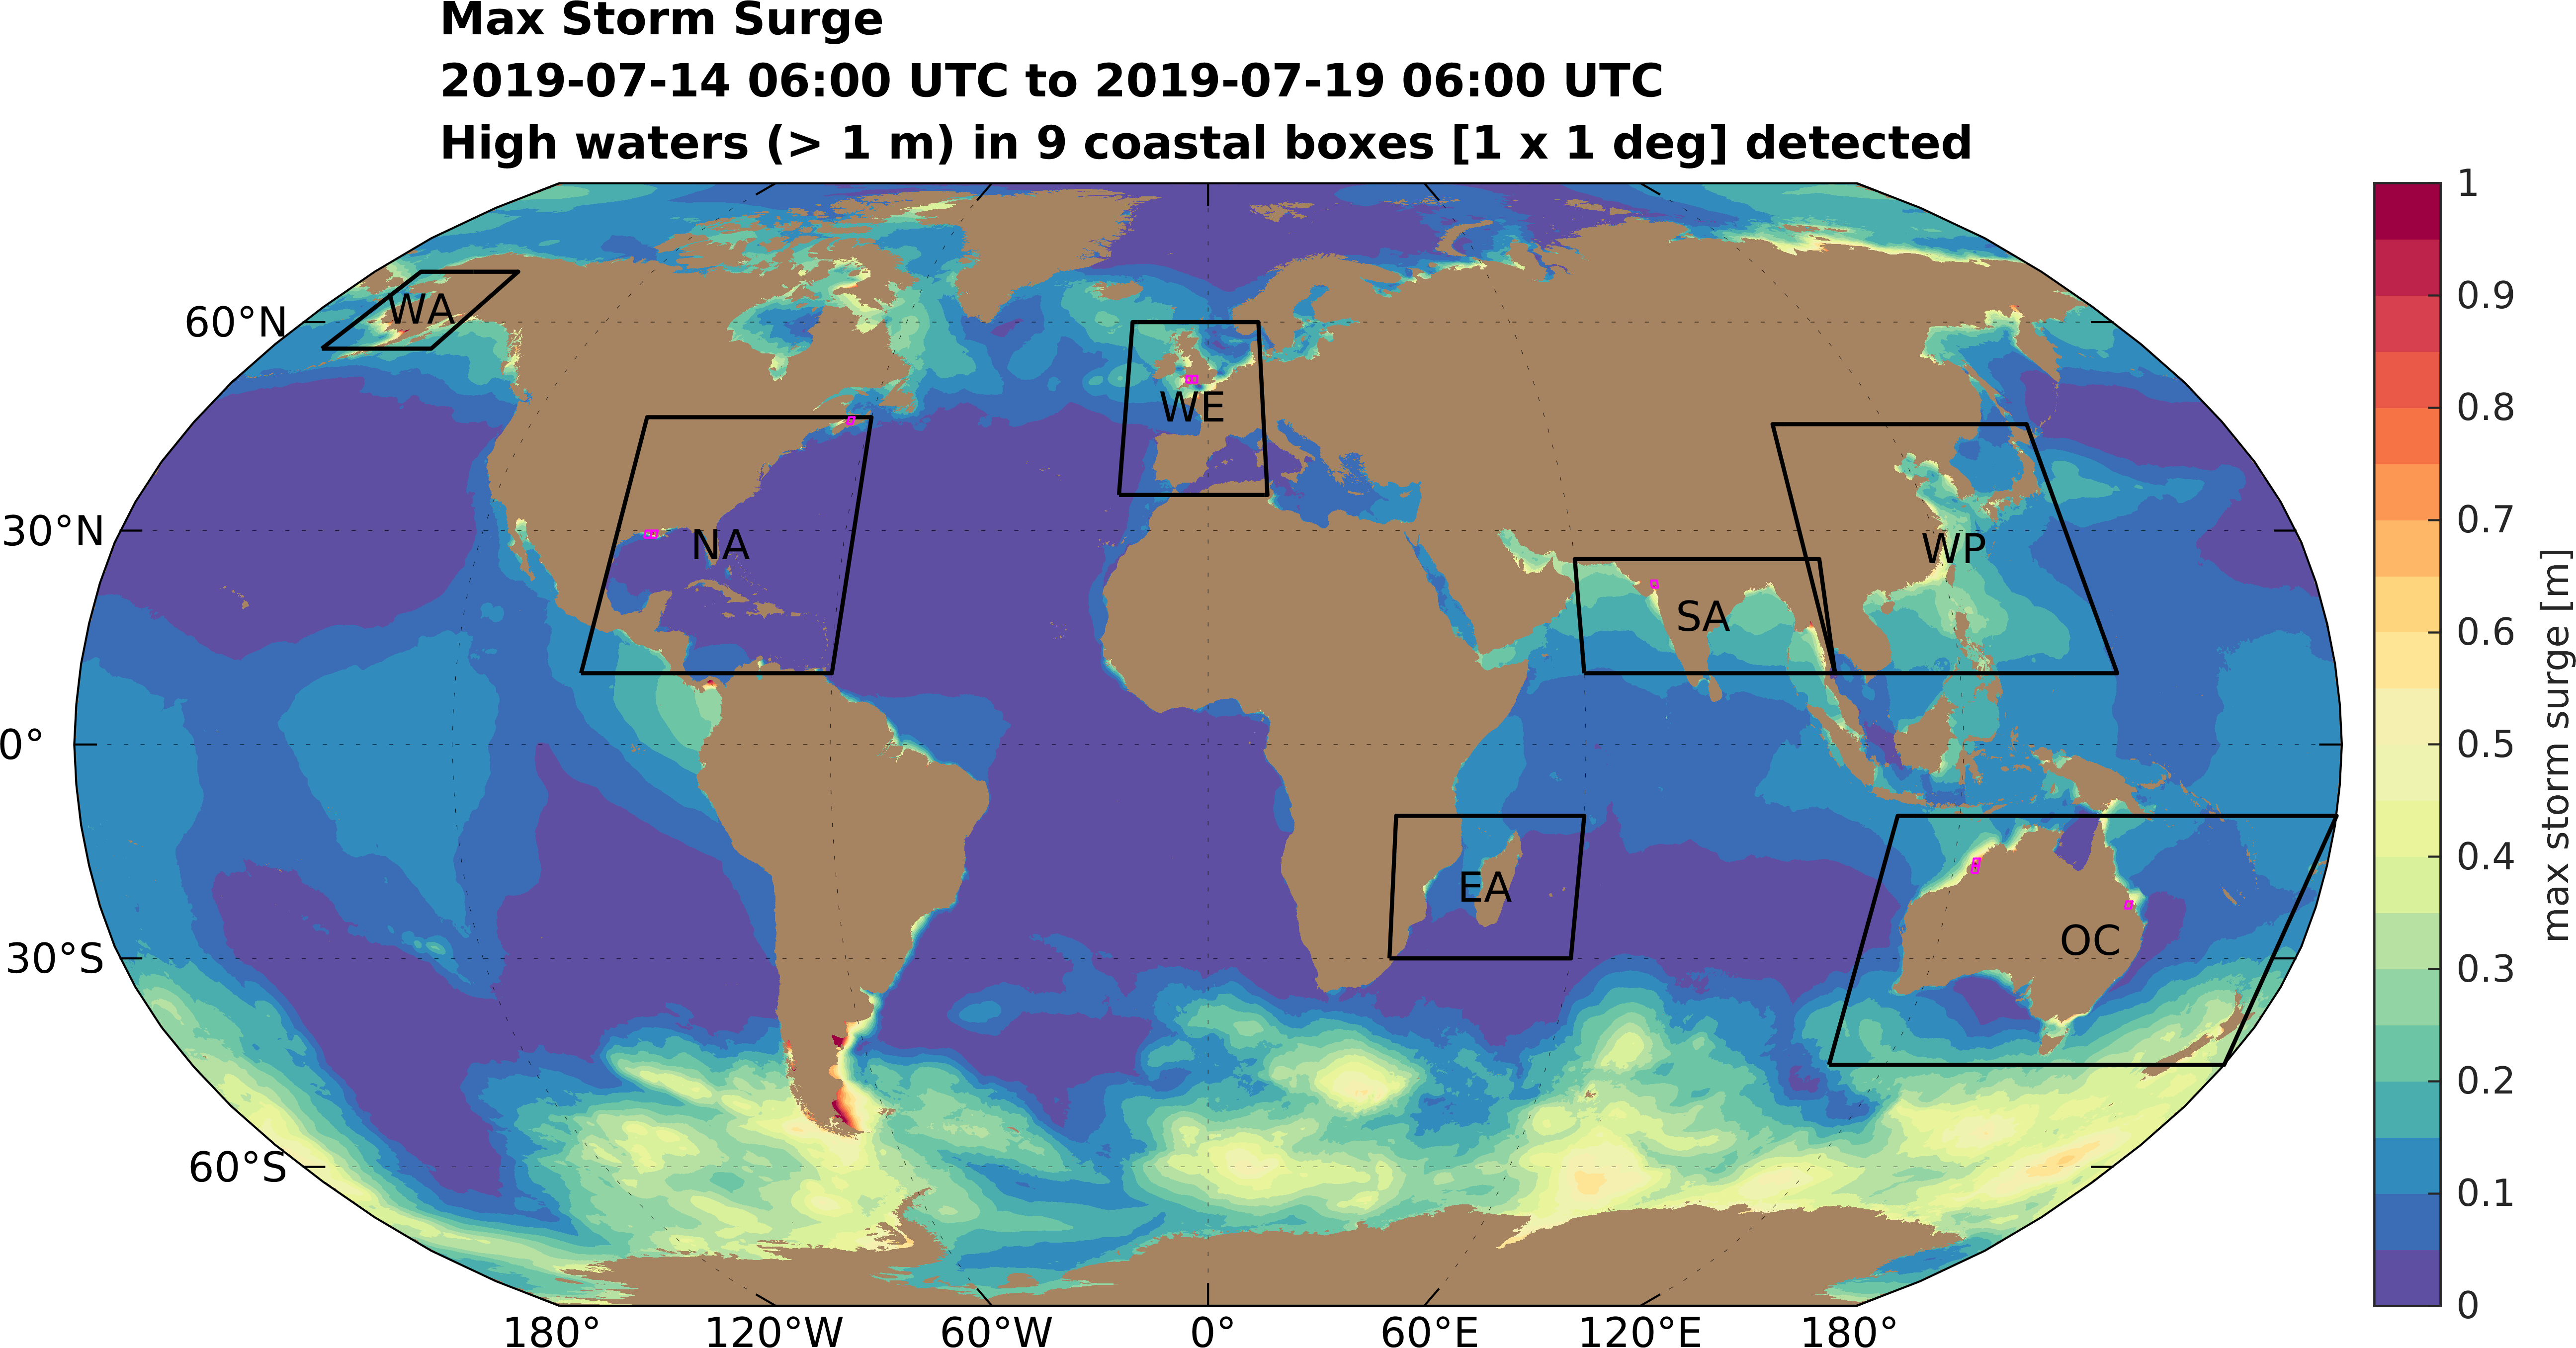 Max Storm Surge
2019-07-14 06:00 UTC to 2019-07-19 06:00 UTC
High waters (> 1 m) in 9 coastal boxes [1 x 1 deg] detected
60°N
30°N
0°
30°S
60°S
WA
NA
WE
SA
WP
EA
OC
180°
120°W
60°W
0°
60°E
120°E
180°
1
0.9
0.8
0.7
0.6
0.5
0.4
0.3
0.2
0.1
0
max storm surge [m]